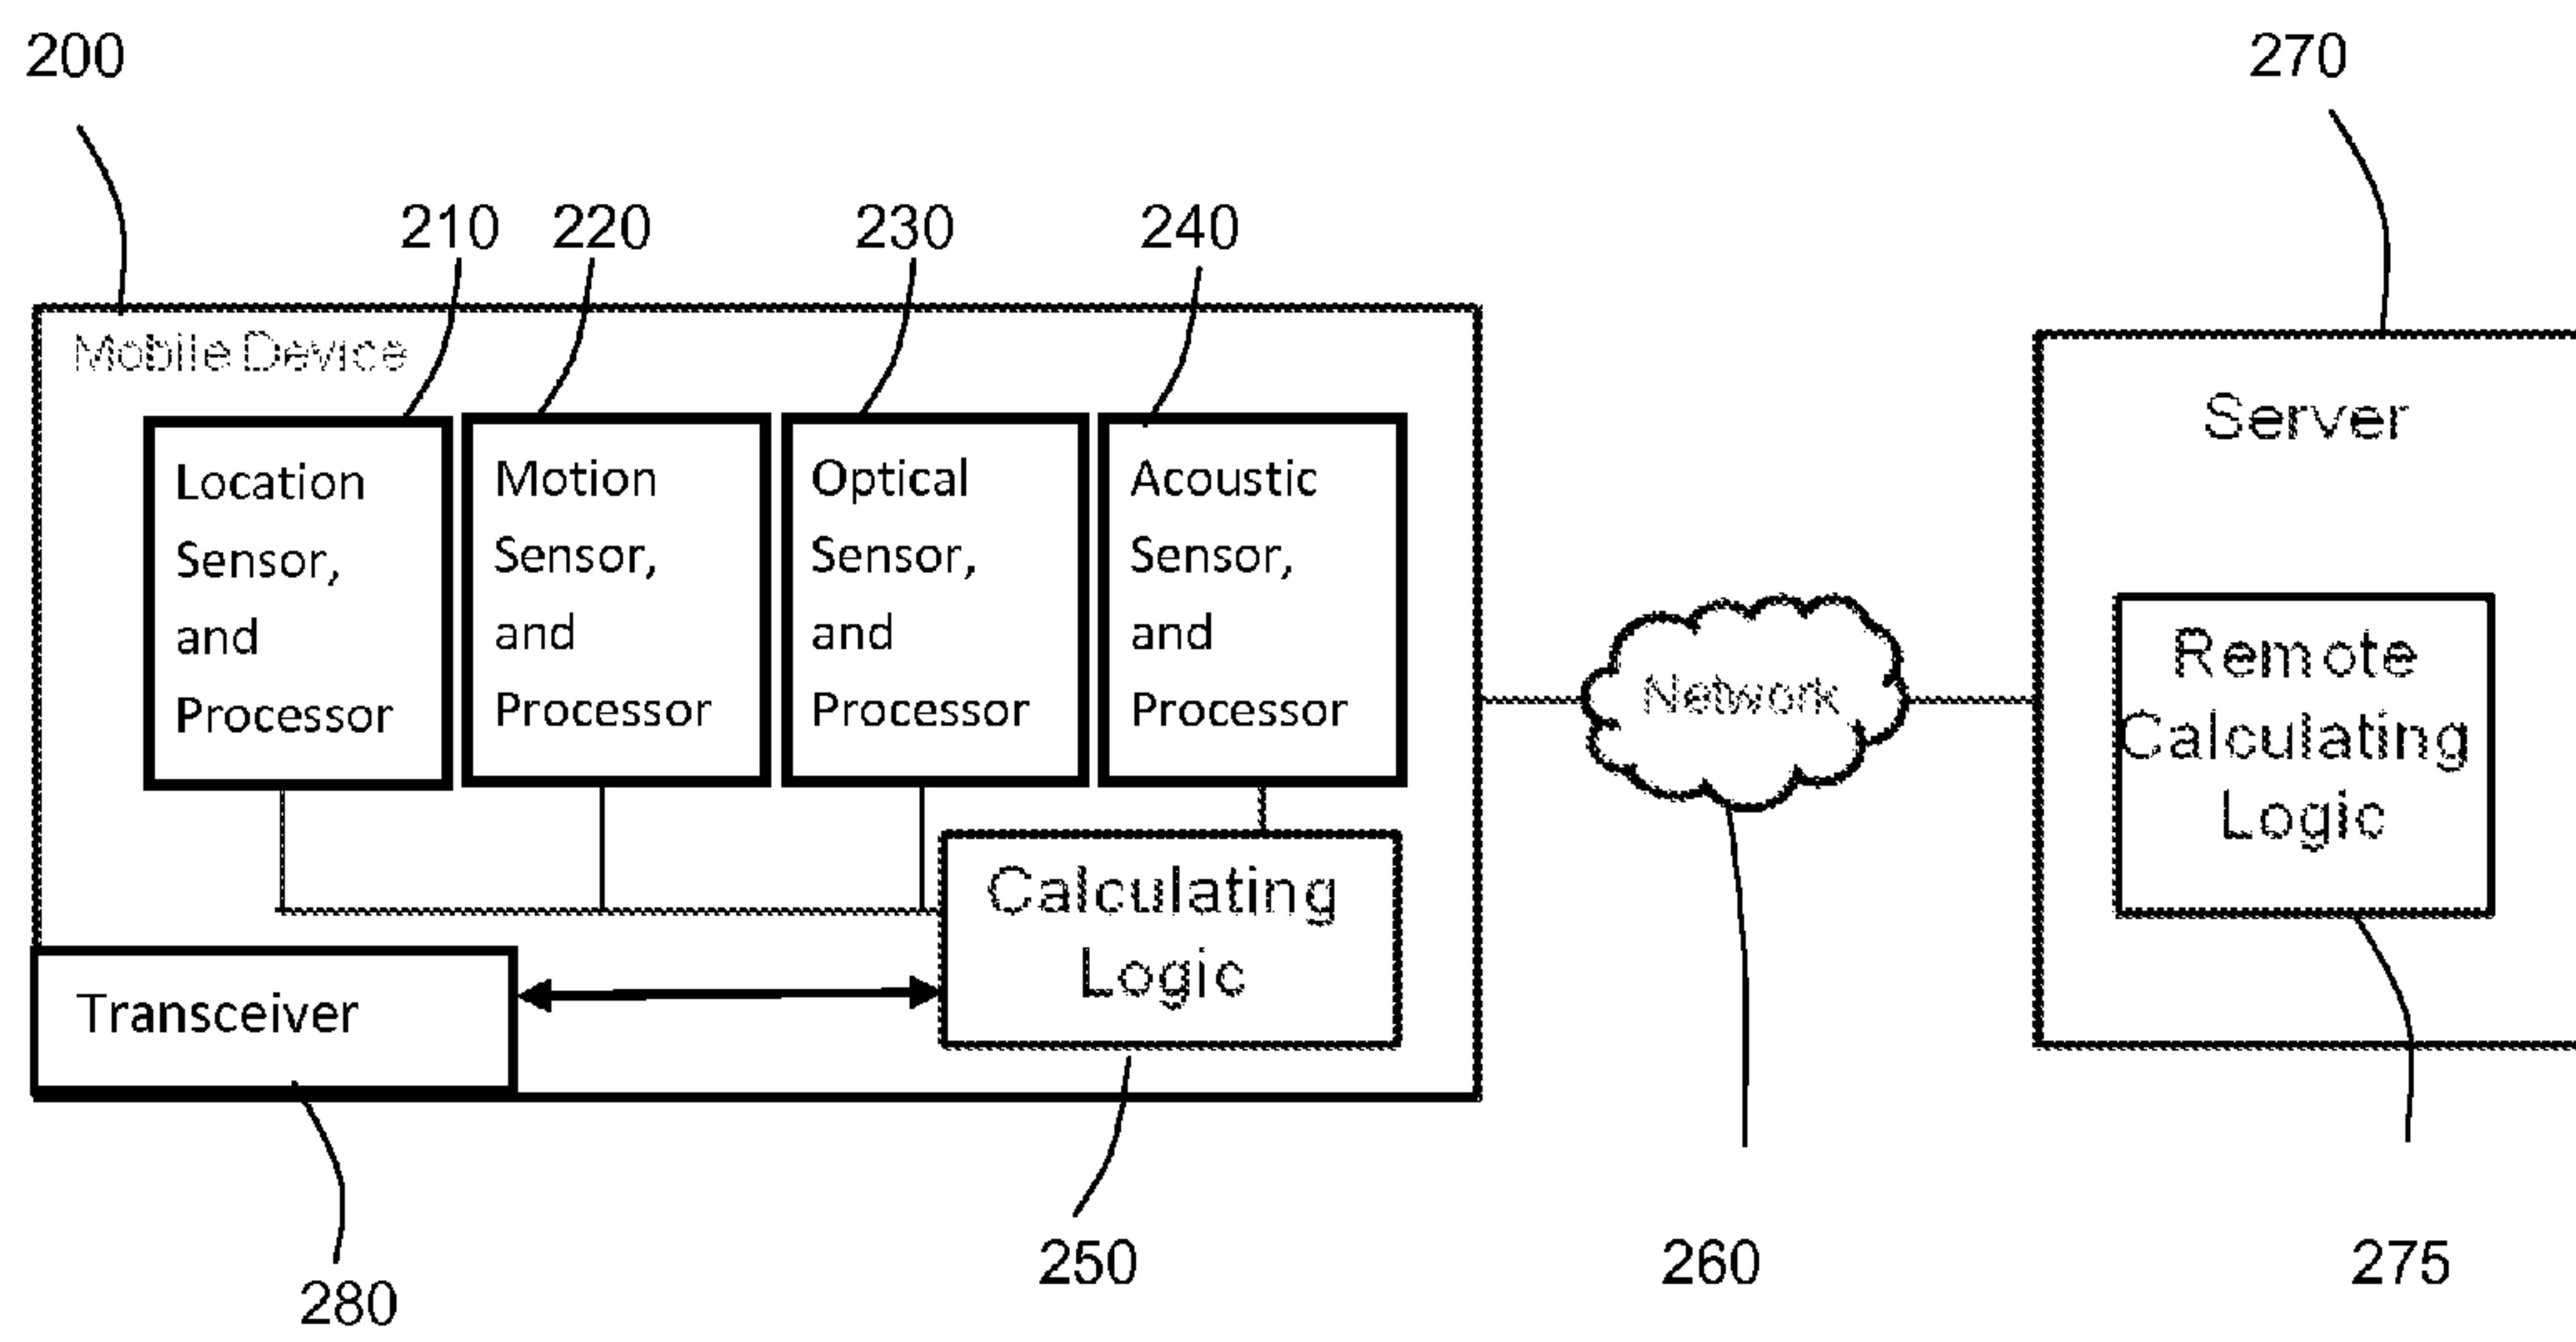 200
270
210
220
230
240
Mobile Device
Location
Sensor,
and
Processor
Motion
Sensor,
and
Processor
Optical
Sensor,
and
Processor
Acoustic
Sensor,
and
Processor
Calculating
Logic
Transceiver
Network
Server
Remote
Calculating
Logic
280
250
260
275